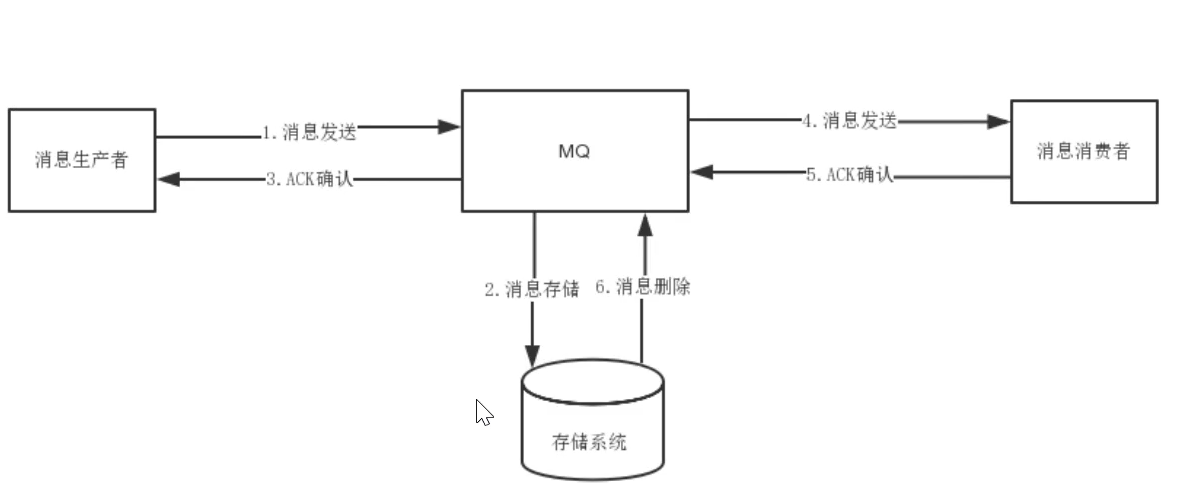 1.消息发送
4.消息发送
消息生产者
MQ
消息消费者
3.ACK确认
5.ACK确认
2.消息存储
6.消息删除
存储系统